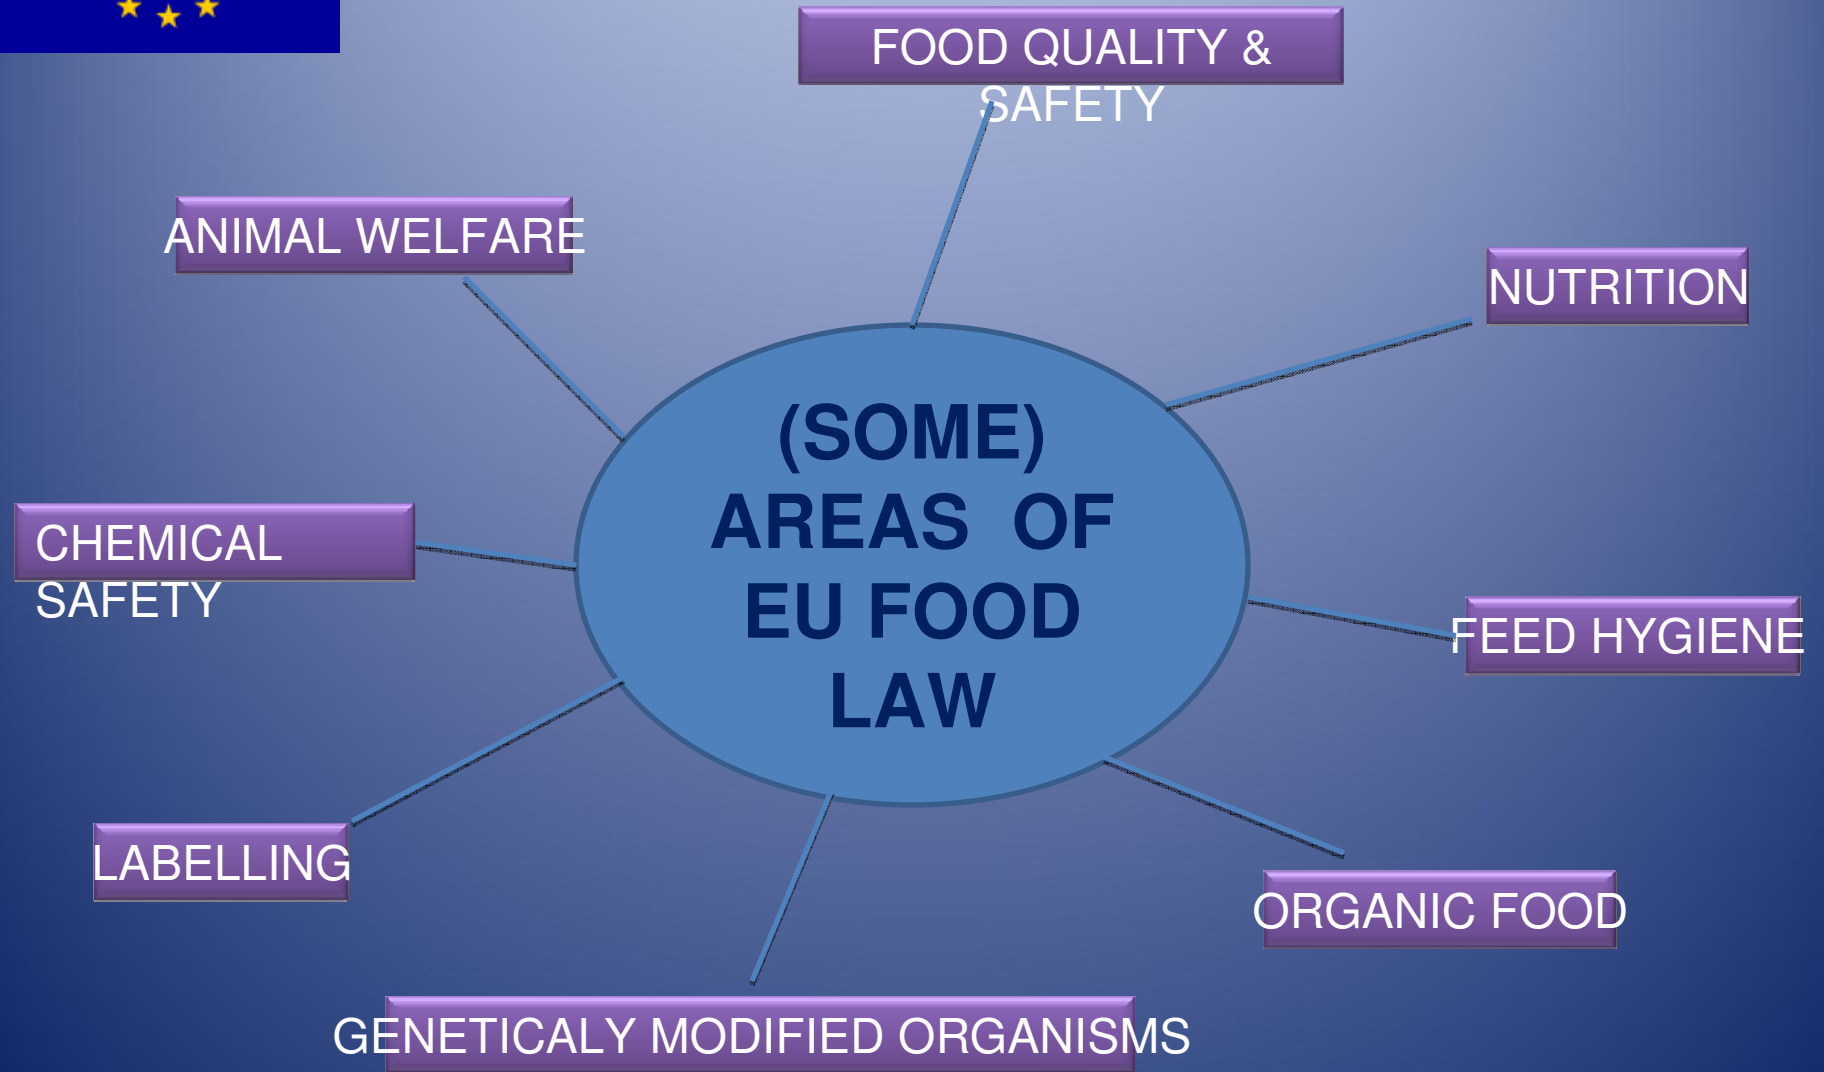 FOOD QUALITY &
SAFETY
ANIMAL WELFARE
NUTRITION
(SOME)
AREAS OF
EU FOOD
LAW
CHEMICAL
SAFETY
FEED HYGIENE
LABELLING
ORGANIC FOOD
GENETICALY MODIFIED ORGANISMS